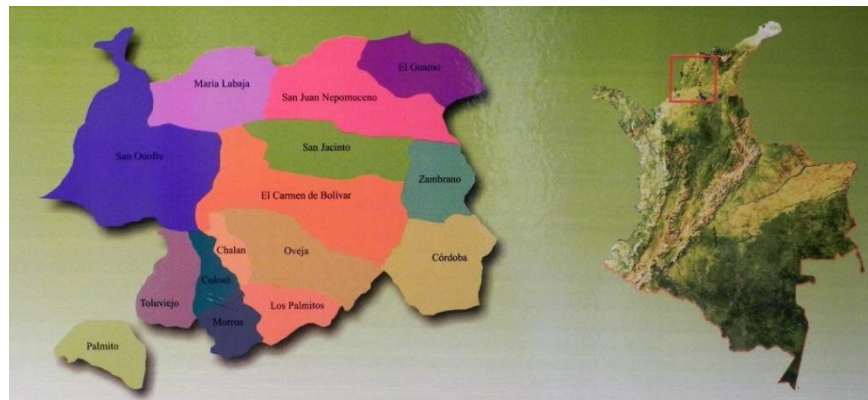 El Guamo
Maria Labaja
San Juan Nepomuceno
San Onofre
San Jacinto
Zambrano
El Carmen de Bolívar
Chalan
Oveja
Córdoba
Coloso
Toluviejo
Los Palmitos
Morroa
Palmito